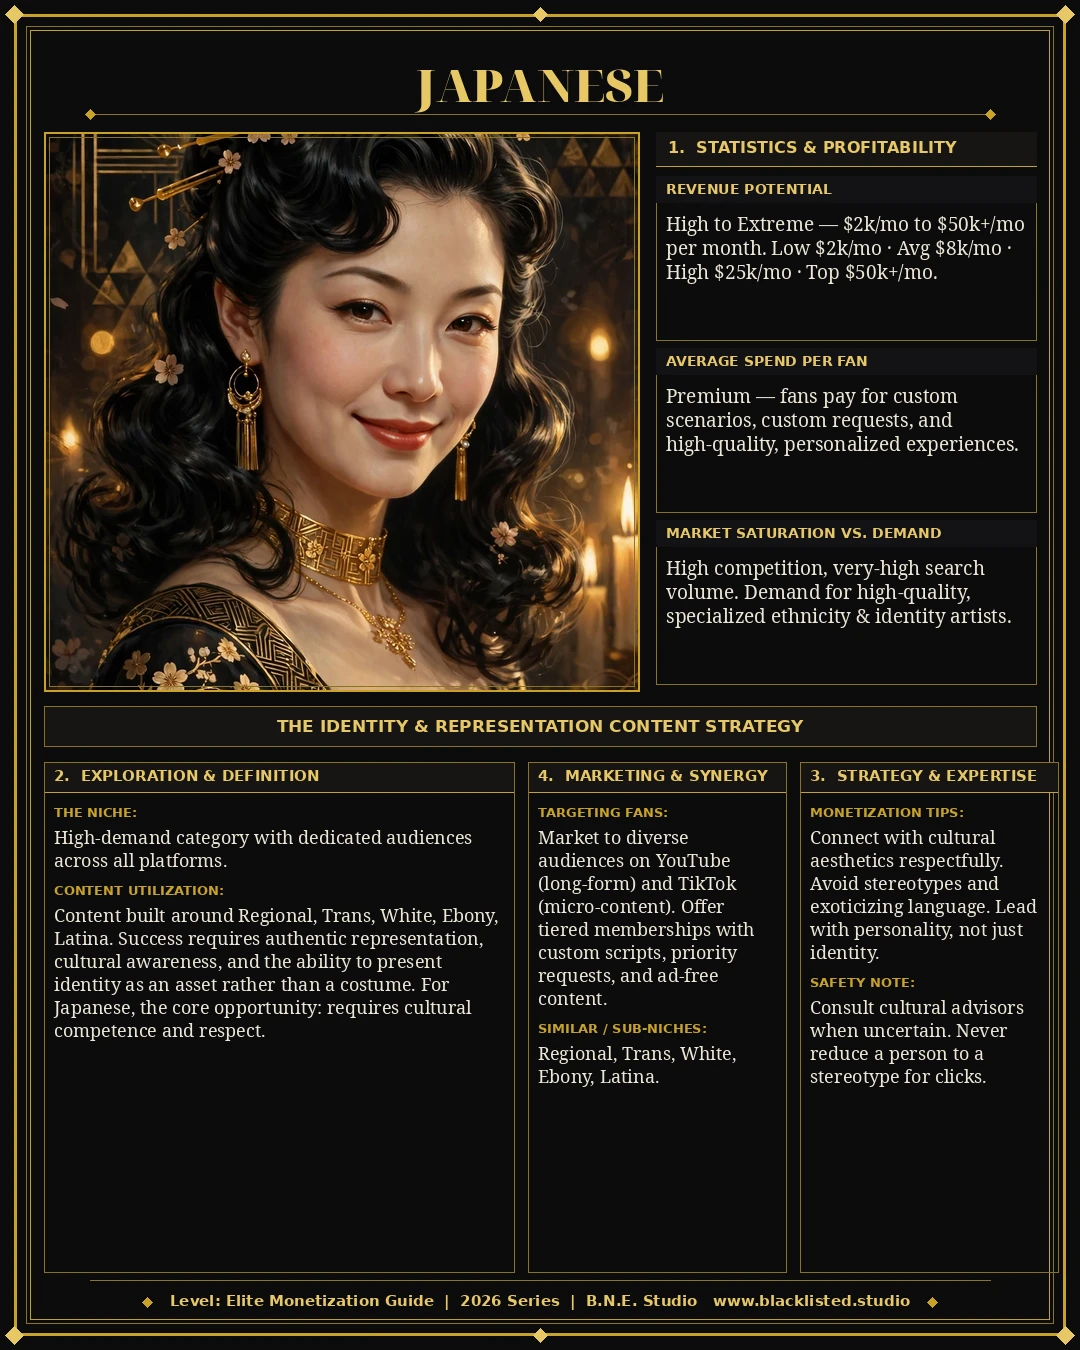 JAPANESE
1. STATISTICS & PROFITABILITY
REVENUE POTENTIAL
High to Extreme — $2k/mo to $50k+/mo
per month. Low $2k/mo · Avg $8k/mo ·
High $25k/mo · Top $50k+/mo.
AVERAGE SPEND PER FAN
Premium — fans pay for custom
scenarios, custom requests, and
high-quality, personalized experiences.
MARKET SATURATION VS. DEMAND
High competition, very-high search
volume. Demand for high-quality,
specialized ethnicity & identity artists.
THE IDENTITY & REPRESENTATION CONTENT STRATEGY
2. EXPLORATION & DEFINITION
THE NICHE:
High-demand category with dedicated audiences
across all platforms.
CONTENT UTILIZATION:
Content built around Regional, Trans, White, Ebony,
Latina. Success requires authentic representation,
cultural awareness, and the ability to present
identity as an asset rather than a costume. For
Japanese, the core opportunity: requires cultural
competence and respect.
4. MARKETING & SYNERGY
TARGETING FANS:
Market to diverse
audiences on YouTube
(long-form) and TikTok
(micro-content). Offer
tiered memberships with
custom scripts, priority
requests, and ad-free
content.
SIMILAR / SUB-NICHES:
Regional, Trans, White,
Ebony, Latina.
3. STRATEGY & EXPERTISE
MONETIZATION TIPS:
Connect with cultural
aesthetics respectfully.
Avoid stereotypes and
exoticizing language. Lead
with personality, not just
identity.
SAFETY NOTE:
Consult cultural advisors
when uncertain. Never
reduce a person to a
stereotype for clicks.
Level: Elite Monetization Guide | 2026 Series | B.N.E. Studio www.blacklisted.studio